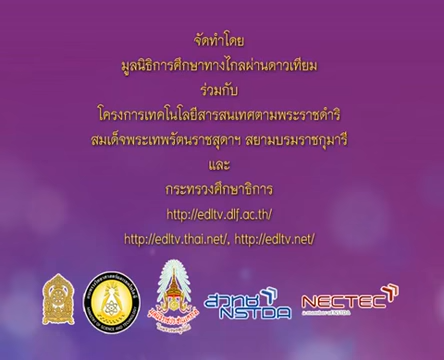 จัดทำโดย
มูลนิธิการศึกษาทางไกลผ่านดาวเทียม
ร่วมกับ
โครงการเทคโนโลยีสารสนเทศตามพระราชดำริ
สมเด็จพระเทพรัตนราชสุดาฯ สยามบรมราชกุมารี
และ
กระทรวงศึกษาธิการ
http://edltv.dlf.ac.th/
http://edltv.thai.net/, http://edltv.net/
สวทช
NSTDA
NECTEC
a member of NSTDA